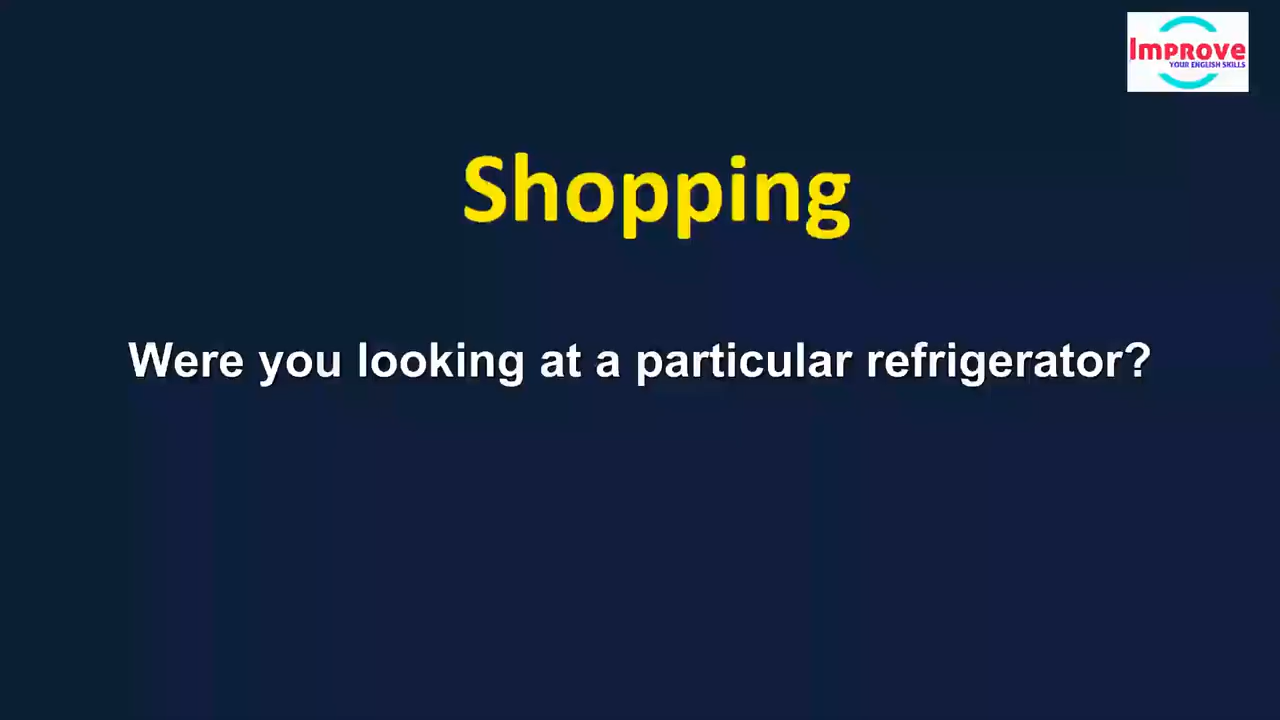 Improve
YOUR ENGLISH SKILLS
Shopping
Were you looking at a particular refrigerator?